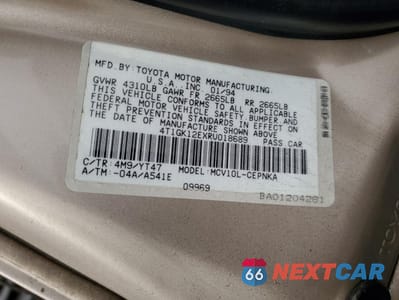 MFD.BY:TOYOTA MOTOR MANUFACTURING,
U.S.A., INC. 01/94
GVWR 4310LB GAWR FR 2665LB RR 2665LB
THIS VEHICLE CONFORMS TO ALL APPLICABLE
FEDERAL MOTOR VEHICLE SAFETY, BUMPER, AND
THEFT PREVENTION STANDARDS IN EFFECT ON THE
DATE OF MANUFACTURE SHOWN ABOVE.
4T1GK12EXRU018689 PASS CAR
C/TR: 4M9/YT47 MODEL: MCV10L-CEPNKA
A/TM: -04A/A541E
09969
BA01204281
TOYO
66 NEXTCAR